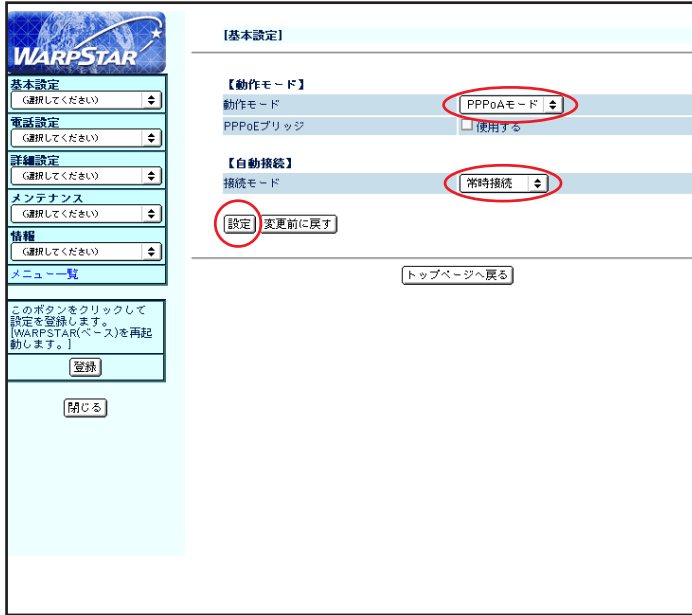 WARPSTAR
基本設定
(選択してください)
電話設定
(選択してください)
詳細設定
(選択してください)
メンテナンス
(選択してください)
情報
(選択してください)
メニュー一覧
このボタンをクリックして
設定を登録します。
[WARPSTAR(ベース)を再起
動します。]
登録
閉じる
[基本設定]
【動作モード】
動作モード PPPoAモード
PPPoEブリッジ 使用する
【自動接続】
接続モード 常時接続
設定 変更前に戻す
トップページへ戻る